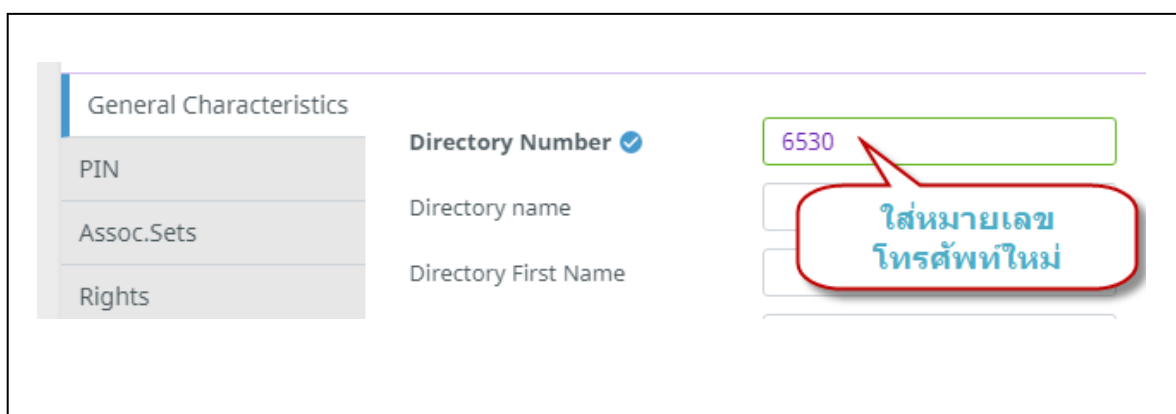 General Characteristics
PIN
Assoc.Sets
Rights
Directory Number
6530
Directory name
Directory First Name
ใส่หมายเลข
โทรศัพท์ใหม่